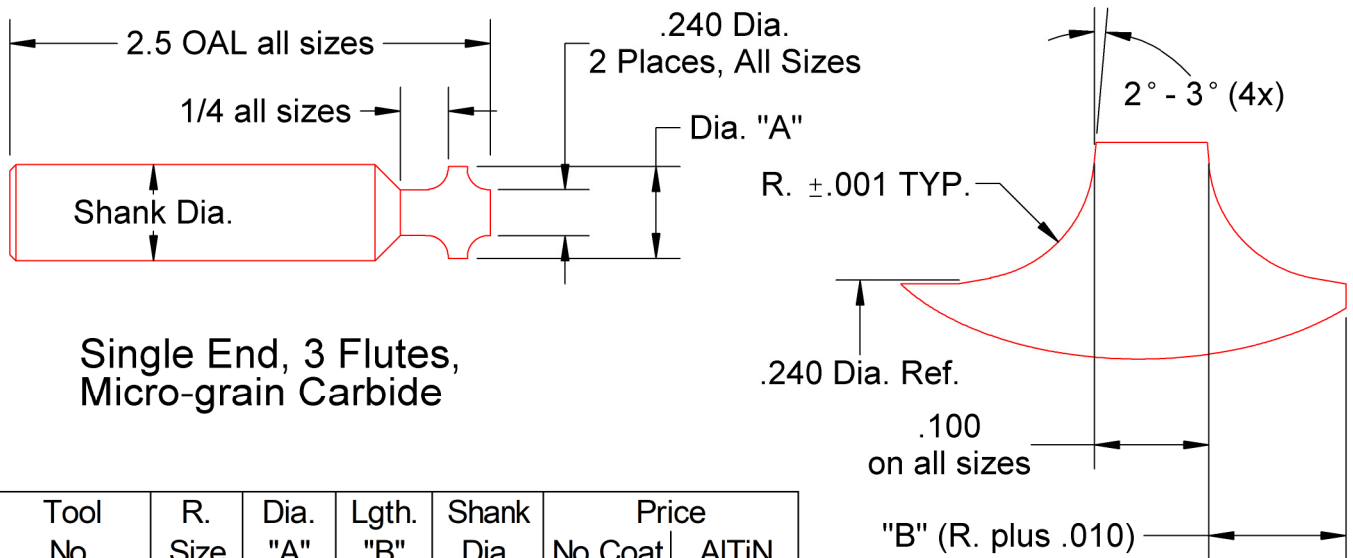 2.5 OAL all sizes
.240 Dia.
2 Places, All Sizes
1/4 all sizes
Dia. "A"
Shank Dia.
Single End, 3 Flutes,
Micro-grain Carbide
2° - 3° (4x)
R. ±.001 TYP.
.240 Dia. Ref.
.100
on all sizes
"B" (R. plus .010)
Tool R. Dia. Lgth. Shank Price
No. Size "A" "B" Dia. No Coat AlTiN